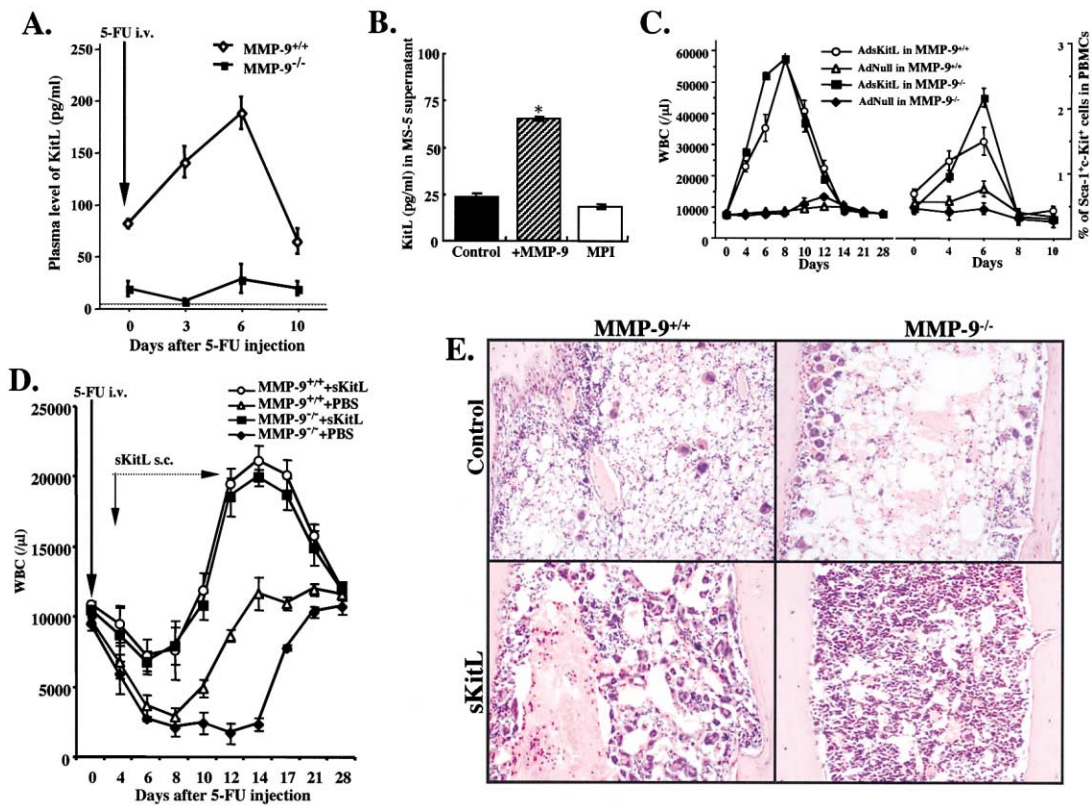 A.
5-FU i.v.
MMP-9+/+
MMP-9-/-
Plasma level of KitL (pg/ml)
250
200
150
100
50
0
0 3 6 10
Days after 5-FU injection
B.
KitL (pg/ml) in MS-5 supernatant
100
75
50
25
0
*
Control +MMP-9 MPI
C.
AdsKitL in MMP-9+/+
AdNull in MMP-9+/+
AdsKitL in MMP-9-/-
AdNull in MMP-9-/-
WBC (/μl)
60000
50000
40000
30000
20000
10000
0
0 4 6 8 10 12 14 21 28
Days
0 4 6 8 10
Days
3
2
1
0
% of Sca-1+c-Kit+ cells in PBMCs
D.
5-FU i.v.
sKitL s.c.
MMP-9+/++sKitL
MMP-9+/++PBS
MMP-9-/-+sKitL
MMP-9-/-+PBS
WBC (/μl)
25000
20000
15000
10000
5000
0
0 4 6 8 10 12 14 17 21 28
Days after 5-FU injection
E.
MMP-9+/+ MMP-9-/-
Control
sKitL